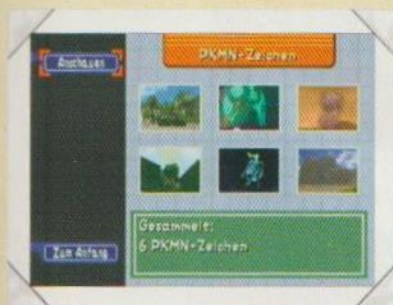 Anschauen
PKMN-Zeichen
Gesammelt:
6 PKMN-Zeichen
Zum Anfang